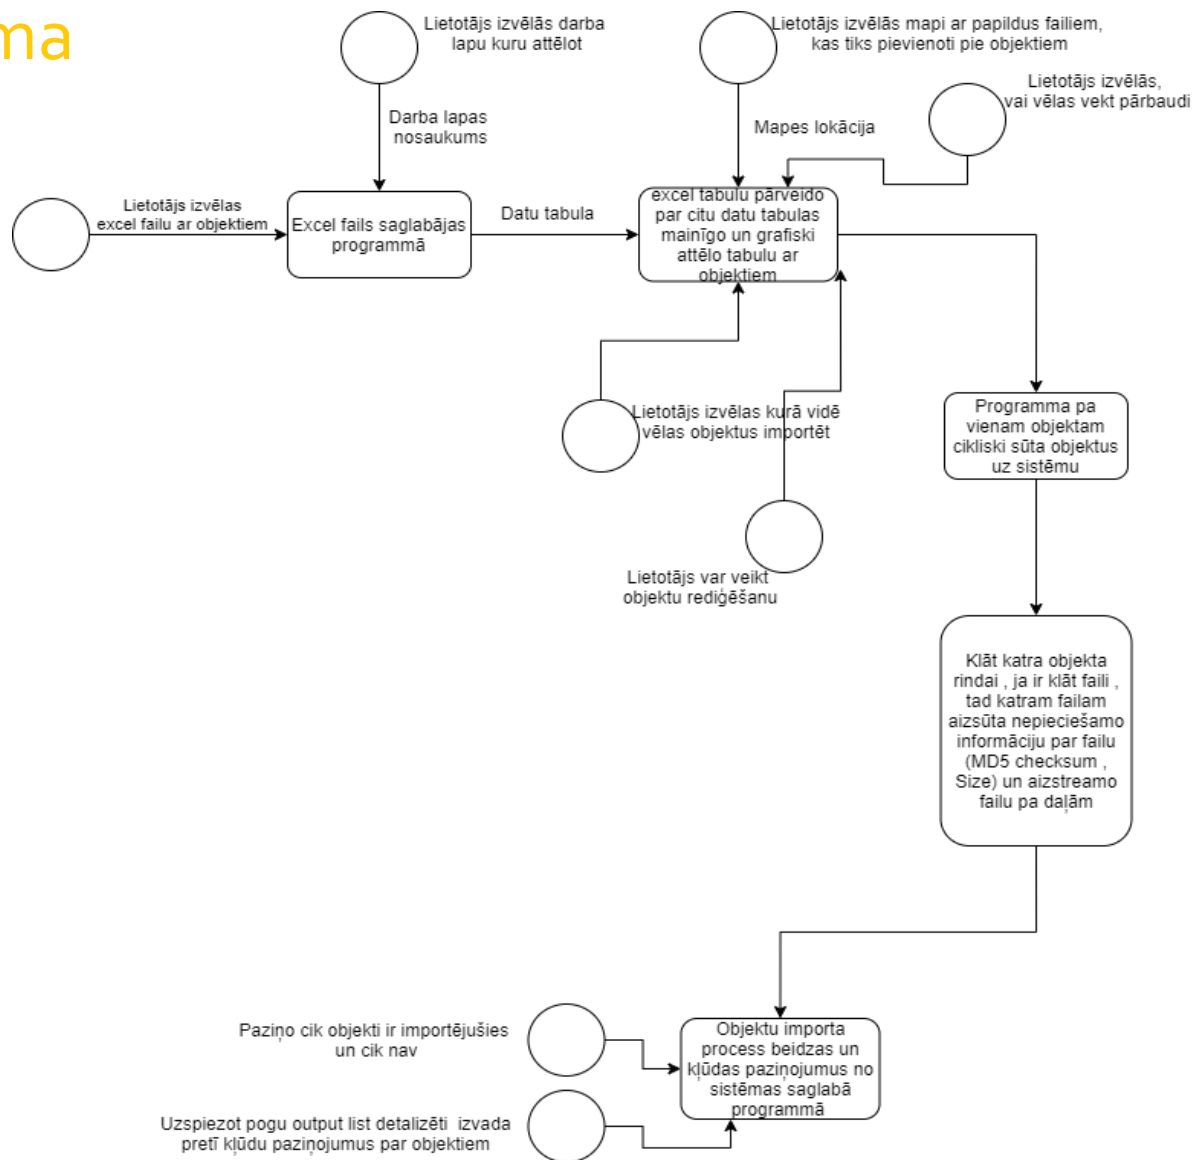 ma
Lietotājs izvēlās darba
lapu kuru attēlot
Lietotājs izvēlās mapi ar papildus failiem,
kas tiks pievienoti pie objektiem
Lietotājs izvēlās,
vai vēlas vekt pārbaudi
Darba lapas
nosaukums
Mapes lokācija
Lietotājs izvēlas
excel failu ar objektiem
Excel fails saglabājas
programmā
Datu tabula
excel tabulu pārveido
par citu datu tabulas
mainīgo un grafiski
attēlo tabulu ar
objektiem
Lietotājs izvēlas kurā vidē
vēlas objektus importēt
Programma pa
vienam objektam
cikliski sūta objektus
uz sistēmu
Lietotājs var veikt
objektu rediģēšanu
Klāt katra objekta
rindai , ja ir klāt faili ,
tad katram failam
aizsūta nepieciešamo
informāciju par failu
(MD5 checksum ,
Size) un aizstreamo
failu pa daļām
Paziņo cik objekti ir importējušies
un cik nav
Objektu importa
process beidzas un
kļūdas paziņojumus no
sistēmas saglabā
programmā
Uzspiezot pogu output list detalizēti izvada
pretī kļūdu paziņojumus par objektiem